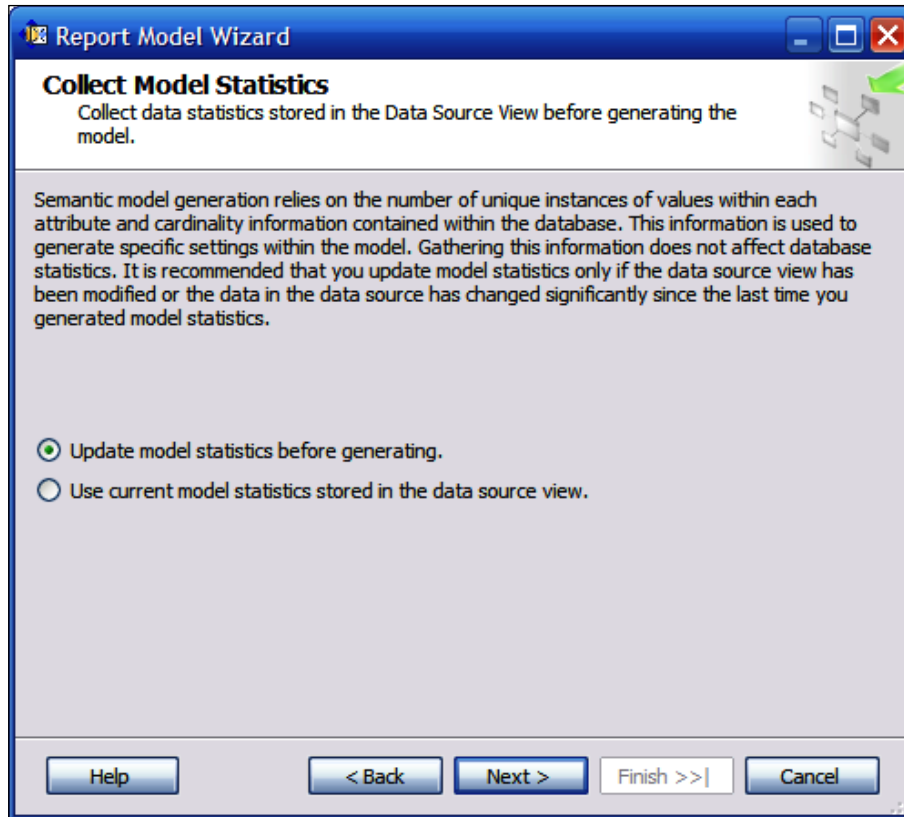 Report Model Wizard
Collect Model Statistics
Collect data statistics stored in the Data Source View before generating the
model.
Semantic model generation relies on the number of unique instances of values within each
attribute and cardinality information contained within the database. This information is used to
generate specific settings within the model. Gathering this information does not affect database
statistics. It is recommended that you update model statistics only if the data source view has
been modified or the data in the data source has changed significantly since the last time you
generated model statistics.
Update model statistics before generating.
Use current model statistics stored in the data source view.
Help
< Back
Next >
Finish >>|
Cancel